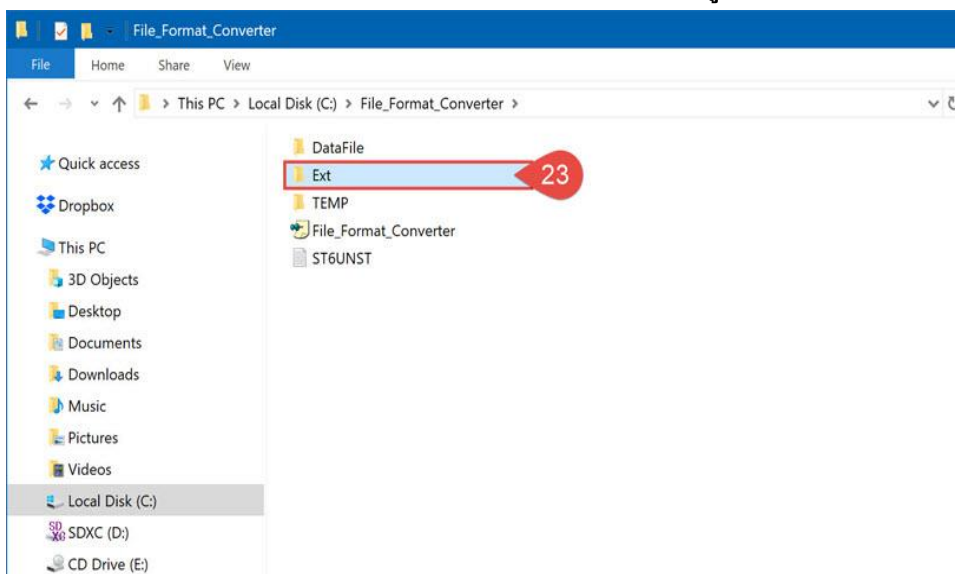 File_Format_Converter
File Home Share View
This PC > Local Disk (C:) > File_Format_Converter >
Quick access
Dropbox
This PC
3D Objects
Desktop
Documents
Downloads
Music
Pictures
Videos
Local Disk (C:)
SDXC (D:)
CD Drive (E:)
DataFile
Ext
23
TEMP
File_Format_Converter
ST6UNST